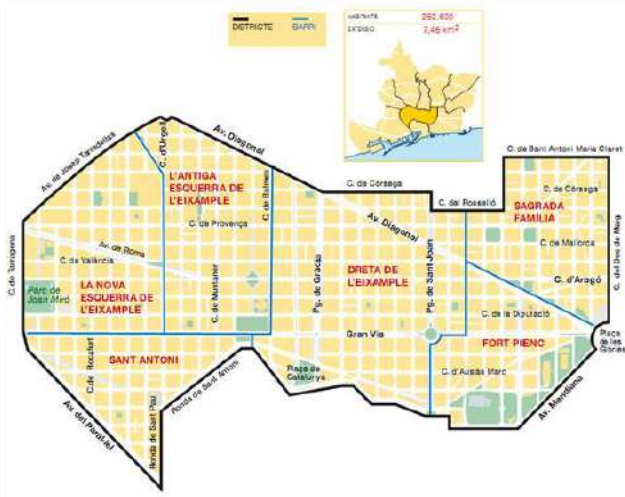 DISTRICTE
BARRI
HABITANTS
262.600
7,46 km²
C. d'Urgell
Av. Diagonal
Av. de Josep Tarradellas
C. de Sant Antoni Maria Claret
L'ANTIGA
ESQUERRA DE
L'EIXAMPLE
C. de Balmes
C. de Còrsega
C. de Còrsega
C. del Rosselló
SAGRADA
FAMÍLIA
C. de Provença
Av. Diagonal
C. de Mallorca
Av. de Roma
C. de València
C. de Tarragona
Parc de
Joan Miró
LA NOVA
ESQUERRA DE
L'EIXAMPLE
C. de Muntaner
Pg. de Gràcia
DRETA DE
L'EIXAMPLE
Pg. de Sant Joan
C. d'Aragó
C. del Dos de Maig
C. de la Diputació
Gran Via
FORT PIENC
Plaça
de les
Glòries
SANT ANTONI
C. de Rocafort
Ronda de Sant Antoni
Plaça de
Catalunya
C. d'Ausiàs Marc
Av. Meridiana
Av. del Paral·lel
Ronda de Sant Pau